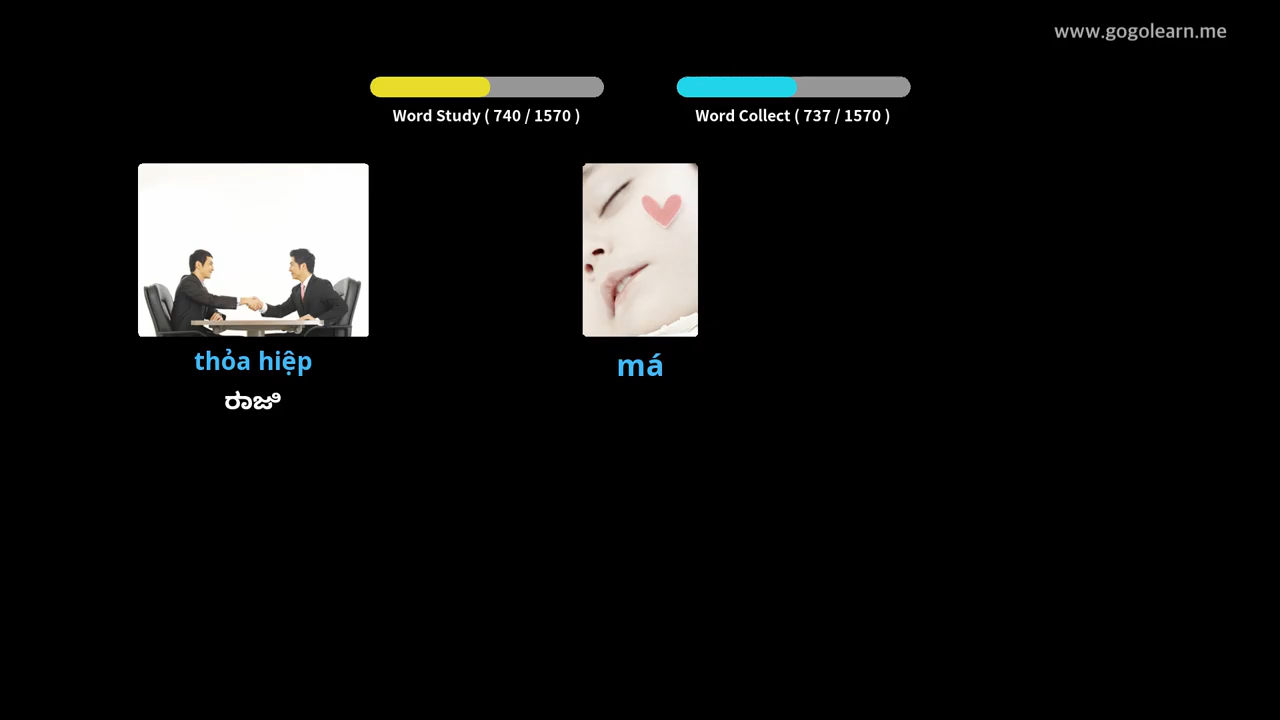 www.gogolearn.me
Word Study ( 740 / 1570 )
Word Collect ( 737 / 1570 )
thỏa hiệp
ರಾಜಿ
má